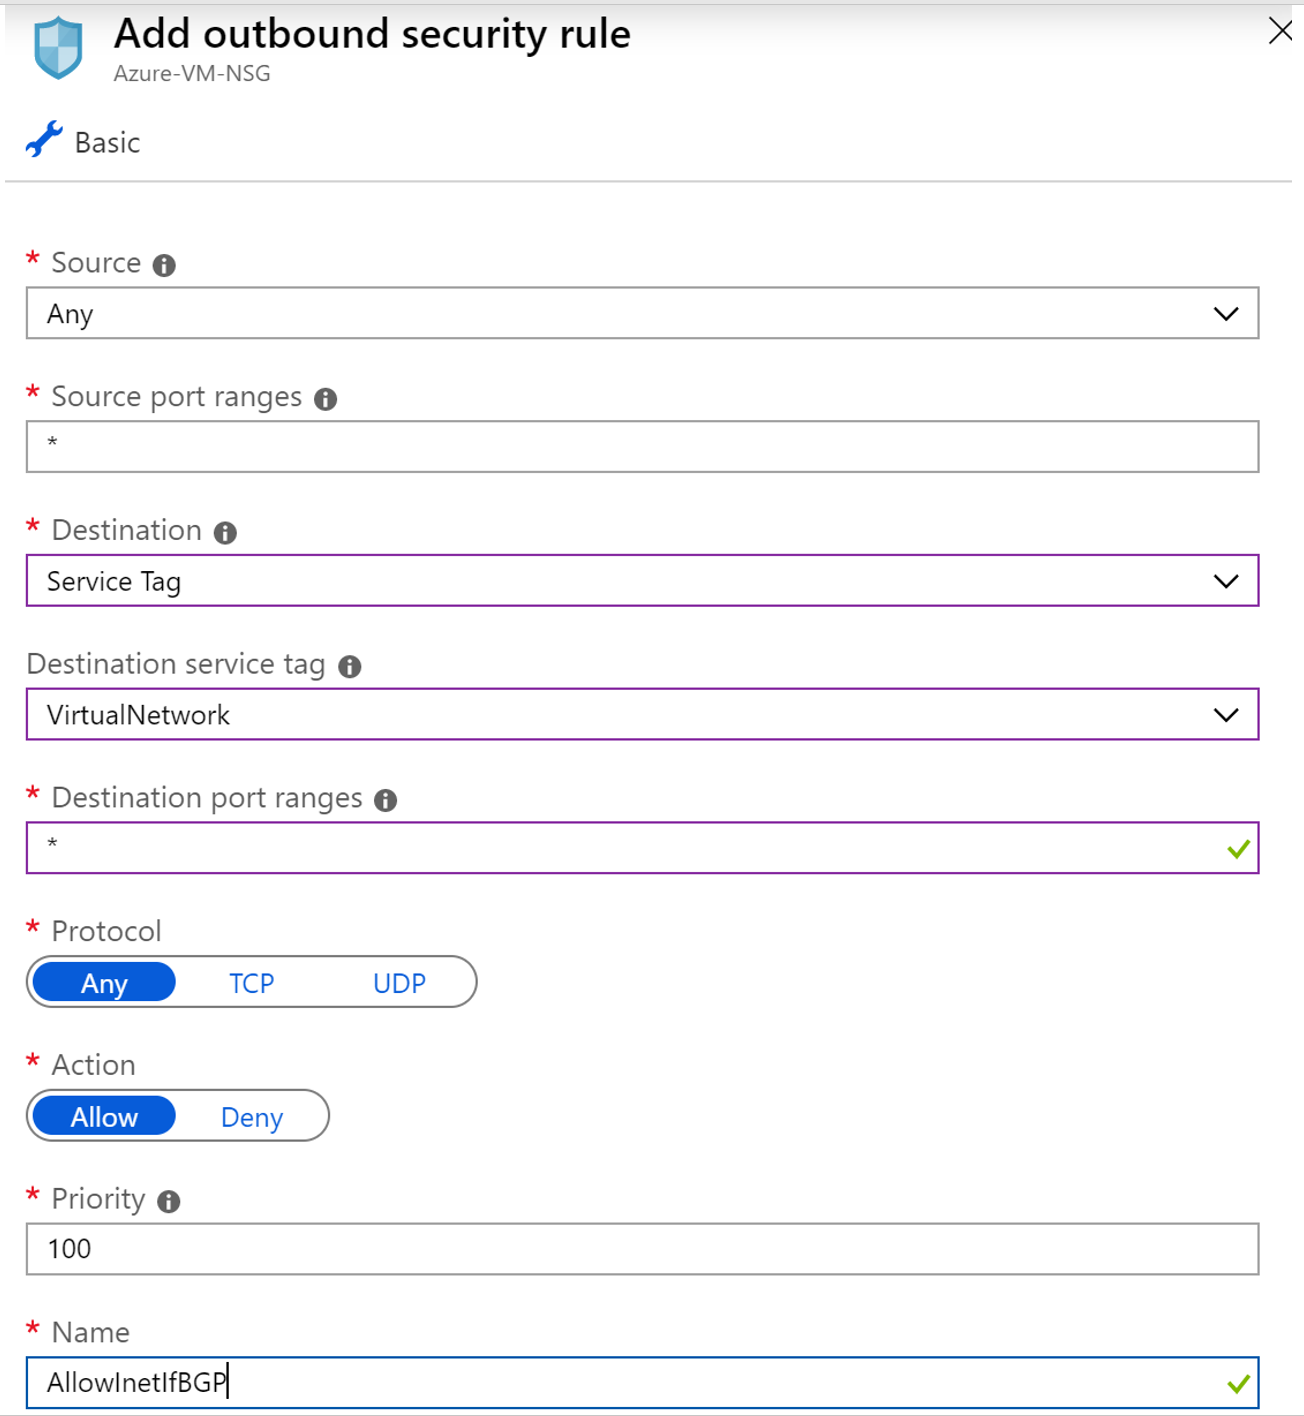 Add outbound security rule
Azure-VM-NSG
Basic
* Source
Any
* Source port ranges
*
* Destination
Service Tag
Destination service tag
VirtualNetwork
* Destination port ranges
*
* Protocol
Any TCP UDP
* Action
Allow Deny
* Priority
100
* Name
AllowInetIfBGP